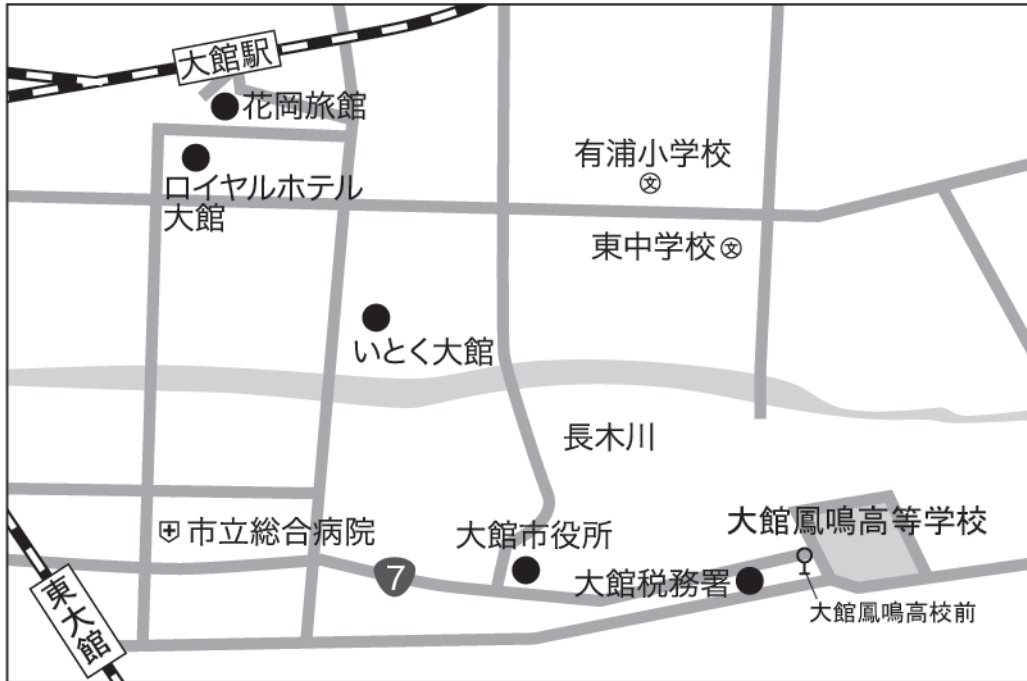 大館駅
花岡旅館
有浦小学校
文
ロイヤルホテル
大館
東中学校
文
いとく大館
長木川
市立総合病院
大館市役所
大館鳳鳴高等学校
7
大館税務署
大館鳳鳴高校前
東大館